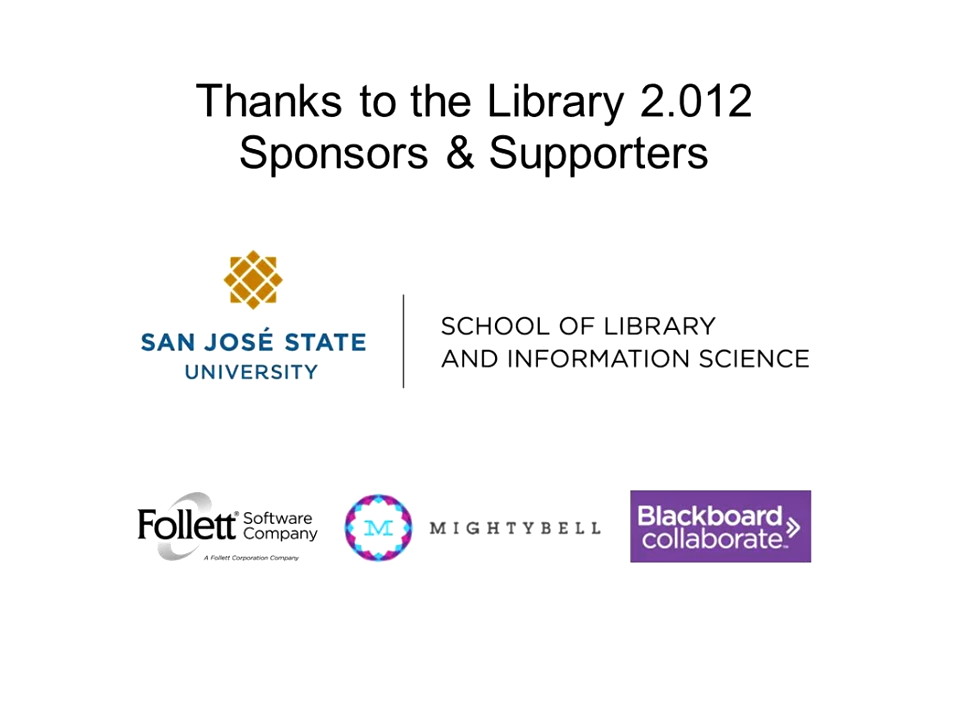 Thanks to the Library 2.012
Sponsors & Supporters
SAN JOSÉ STATE
UNIVERSITY
SCHOOL OF LIBRARY
AND INFORMATION SCIENCE
Follett® Software
Company
A Follett Corporation Company
M
MIGHTYBELL
Blackboard
collaborate™